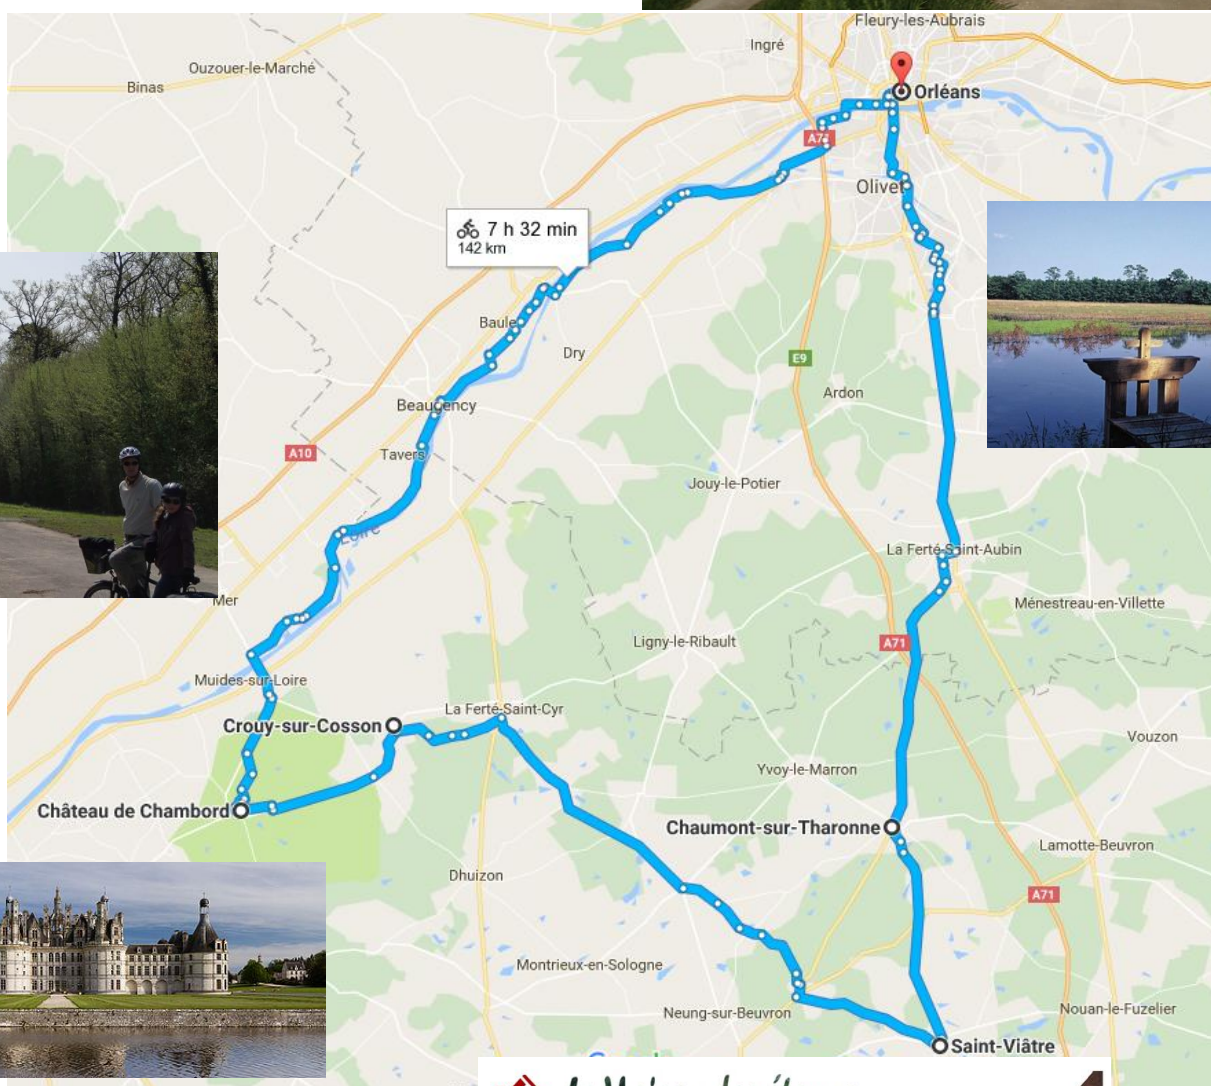 Fleury-les-Aubrais
Ingré
Ouzouer-le-Marché
Binas
Orléans
A71
Olivet
7 h 32 min
142 km
Baule
Dry
E9
Ardon
Beaugency
A10
Tavers
Jouy-le-Potier
Loire
La Ferté-Saint-Aubin
Mer
Ménestreau-en-Villette
Ligny-le-Ribault
A71
Muides-sur-Loire
La Ferté-Saint-Cyr
Crouy-sur-Cosson
Vouzon
Yvoy-le-Marron
Château de Chambord
Chaumont-sur-Tharonne
Lamotte-Beuvron
Dhuizon
A71
Montrieux-en-Sologne
Neung-sur-Beuvron
Nouan-le-Fuzelier
Saint-Viâtre